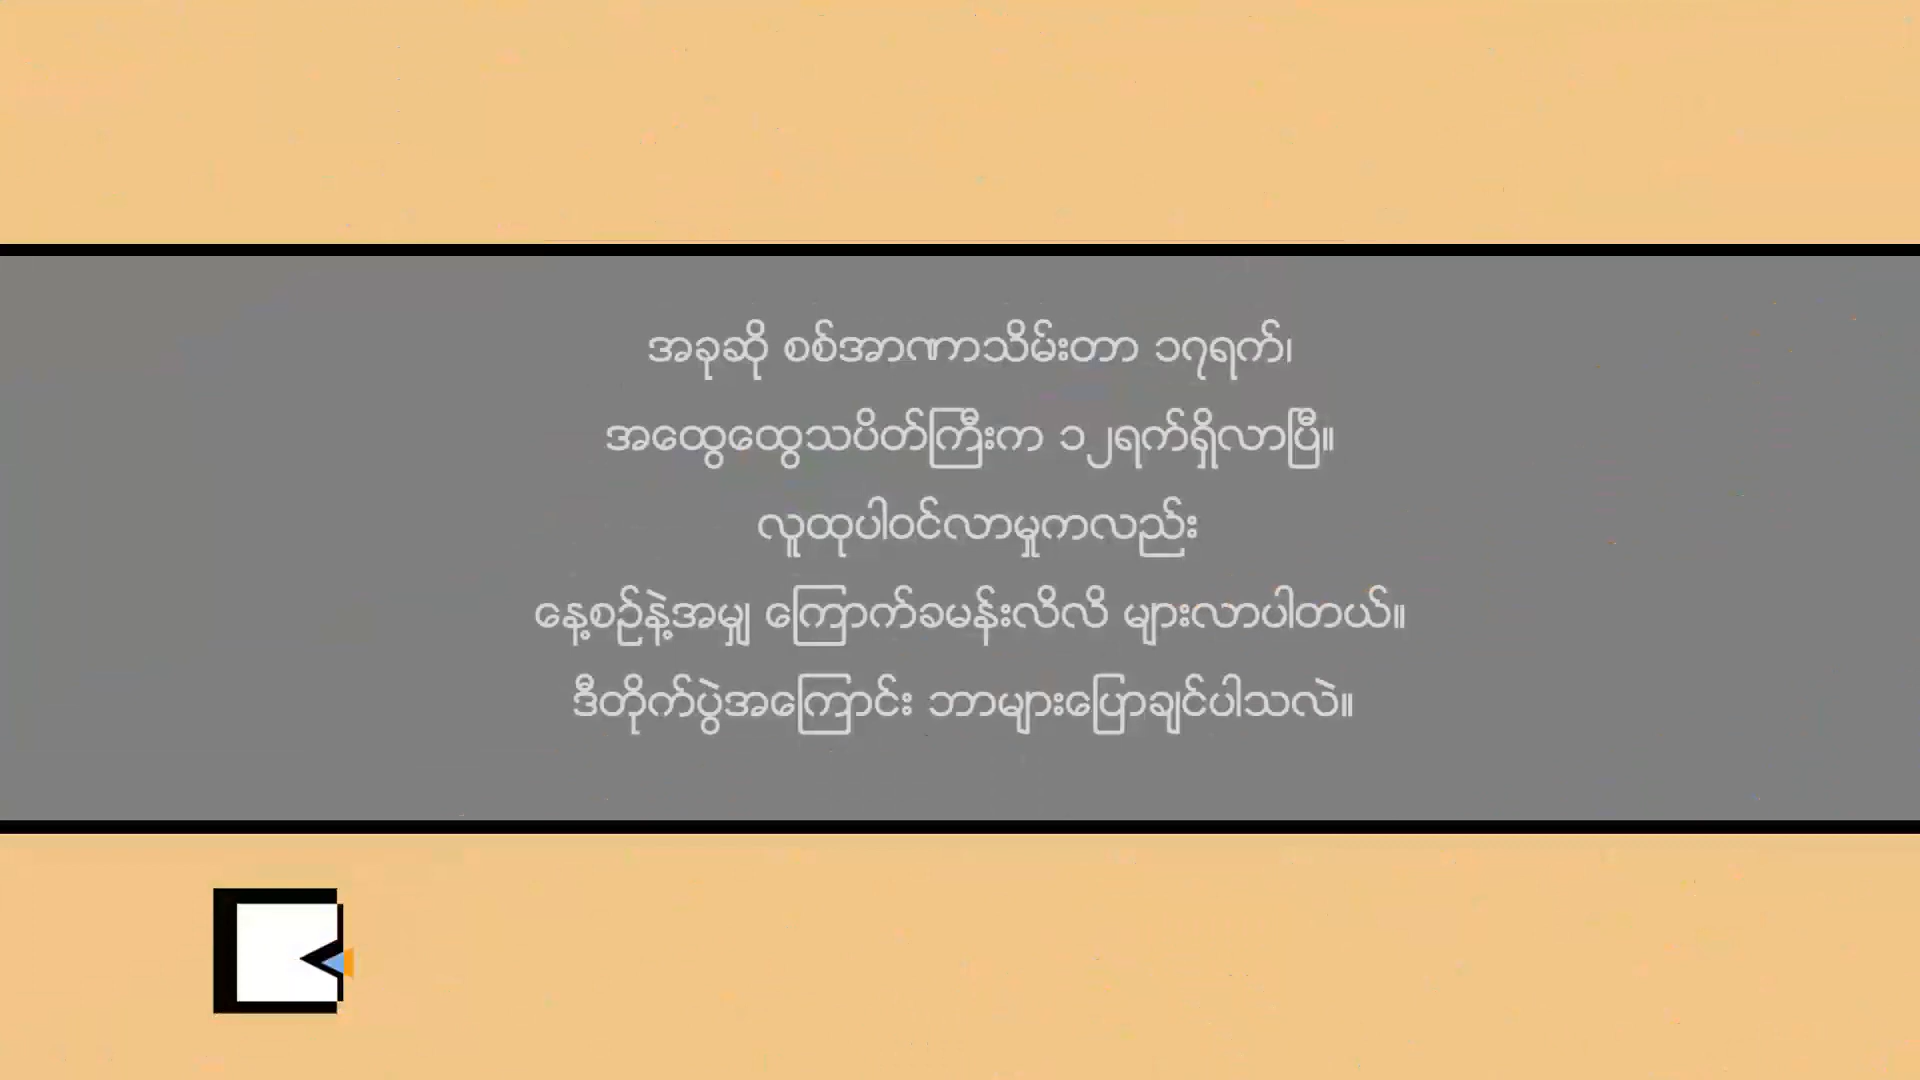 အခုဆို စစ်အာဏာသိမ်းတာ ၁၇ရက်၊
အထွေထွေသပိတ်ကြီးက ၁၂ရက်ရှိလာပြီ။
လူထုပါဝင်လာမှုကလည်း
နေ့စဉ်နဲ့အမျှ ကြောက်ခမန်းလိလိ များလာပါတယ်။
ဒီတိုက်ပွဲအကြောင်း ဘာများပြောချင်ပါသလဲ။